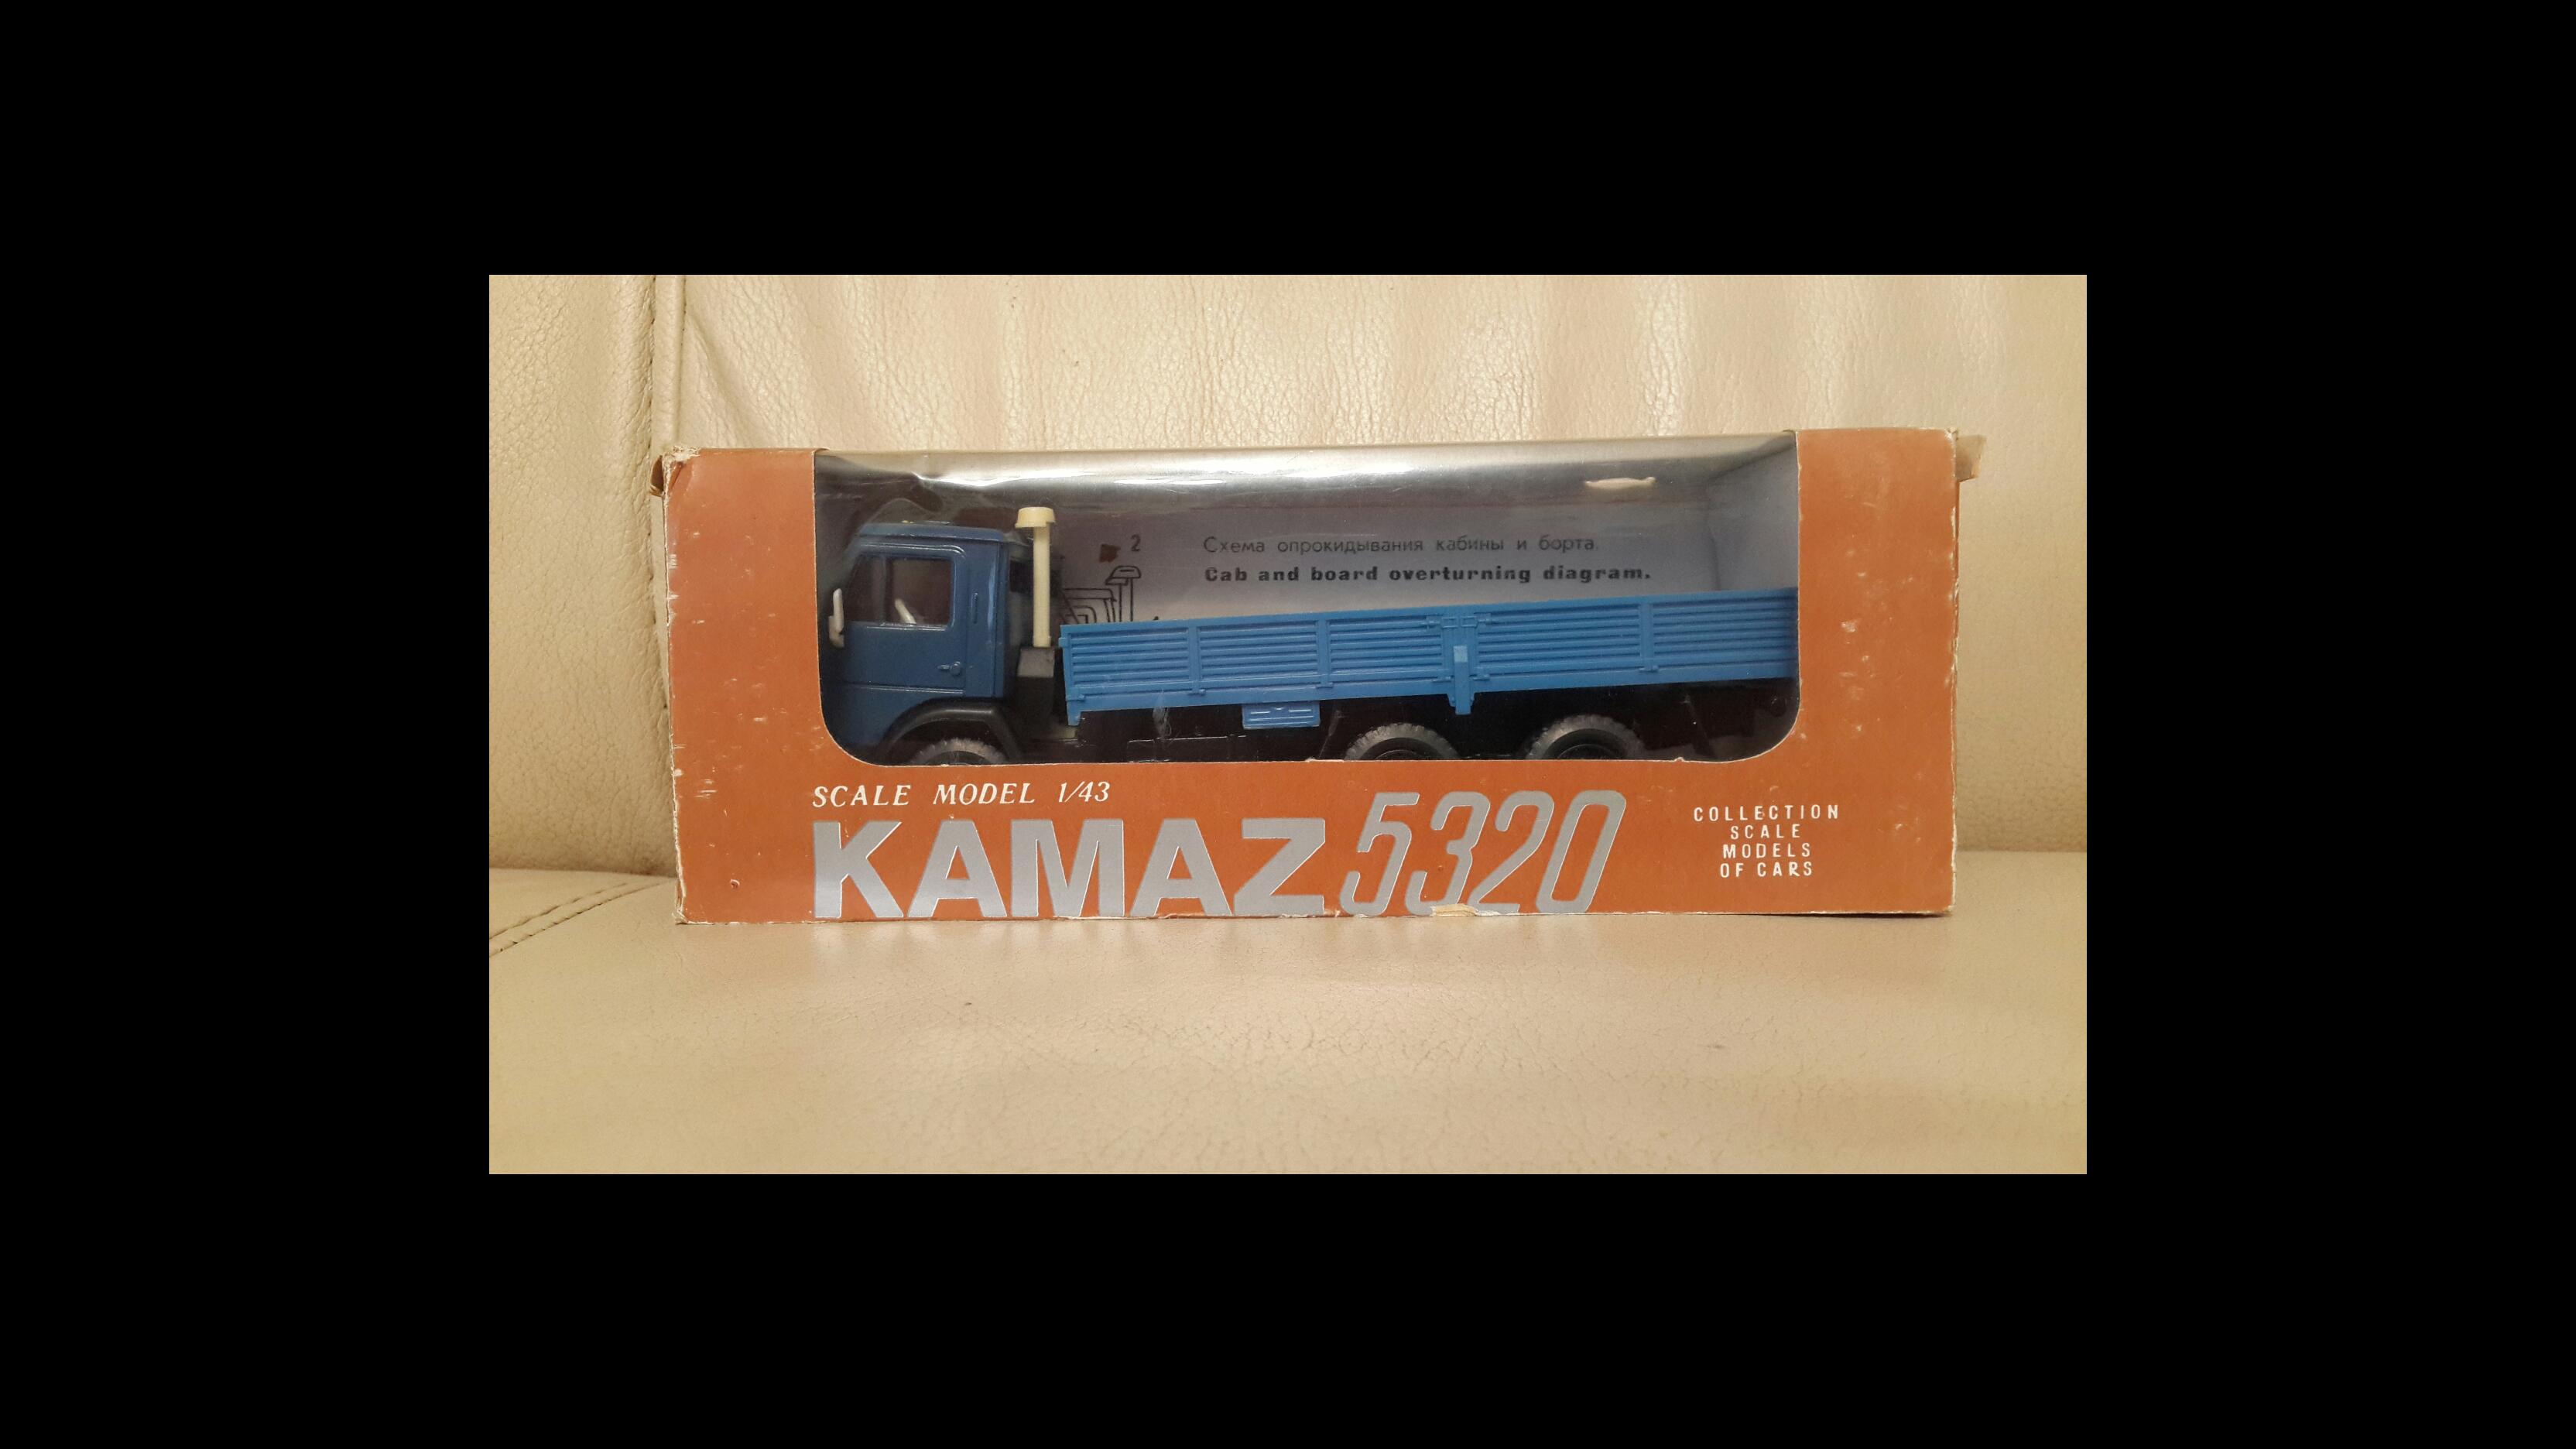 2
Схема опрокидывания кабины и борта.
Cab and board overturning diagram.
SCALE MODEL 1/43
KAMAZ 5320
COLLECTION
SCALE
MODELS
OF CARS